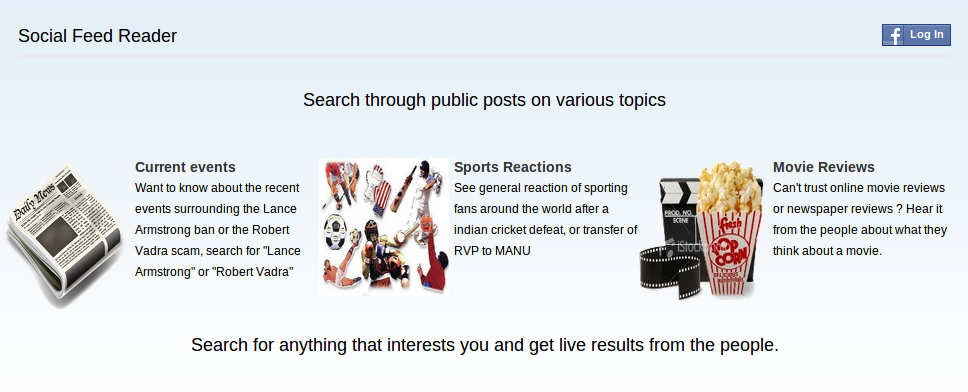 Social Feed Reader
Log In
Search through public posts on various topics
Daily News
Current events
Want to know about the recent
events surrounding the Lance
Armstrong ban or the Robert
Vadra scam, search for "Lance
Armstrong" or "Robert Vadra"
Sports Reactions
See general reaction of sporting
fans around the world after a
indian cricket defeat, or transfer of
RVP to MANU
PROD. NO.
SCENE
iStock
fresh
POP
CORN
DELICIOUS
Movie Reviews
Can't trust online movie reviews
or newspaper reviews ? Hear it
from the people about what they
think about a movie.
Search for anything that interests you and get live results from the people.